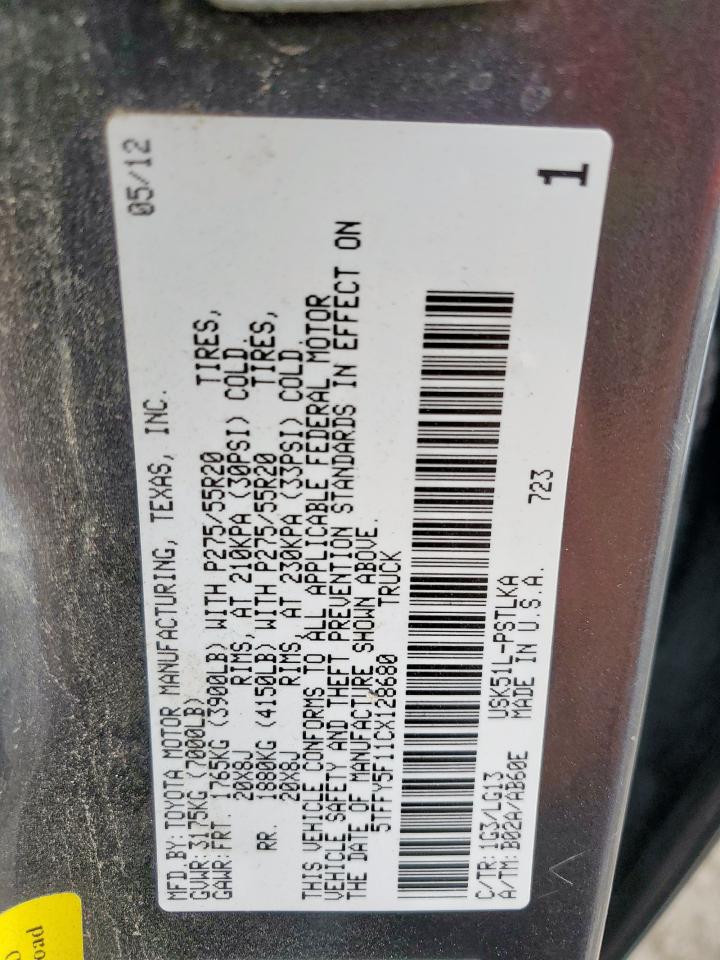 MFD.BY: TOYOTA MOTOR MANUFACTURING, TEXAS, INC. 05/12
GVWR: 3175KG (7000LB)
GAWR: FRT. 1765KG (3900LB) WITH P275/55R20 TIRES,
20X8J RIMS, AT 210KPA (30PSI) COLD.
RR. 1880KG (4150LB) WITH P275/55R20 TIRES,
20X8J RIMS, AT 230KPA (33PSI) COLD.
THIS VEHICLE CONFORMS TO ALL APPLICABLE FEDERAL MOTOR
VEHICLE SAFETY AND THEFT PREVENTION STANDARDS IN EFFECT ON
THE DATE OF MANUFACTURE SHOWN ABOVE.
5TFFY5F11CX128680 TRUCK
C/TR: 1G3/LG13 USK51L-PSTLKA 723
A/TM: B02A/AB60E MADE IN U.S.A.
1
oad